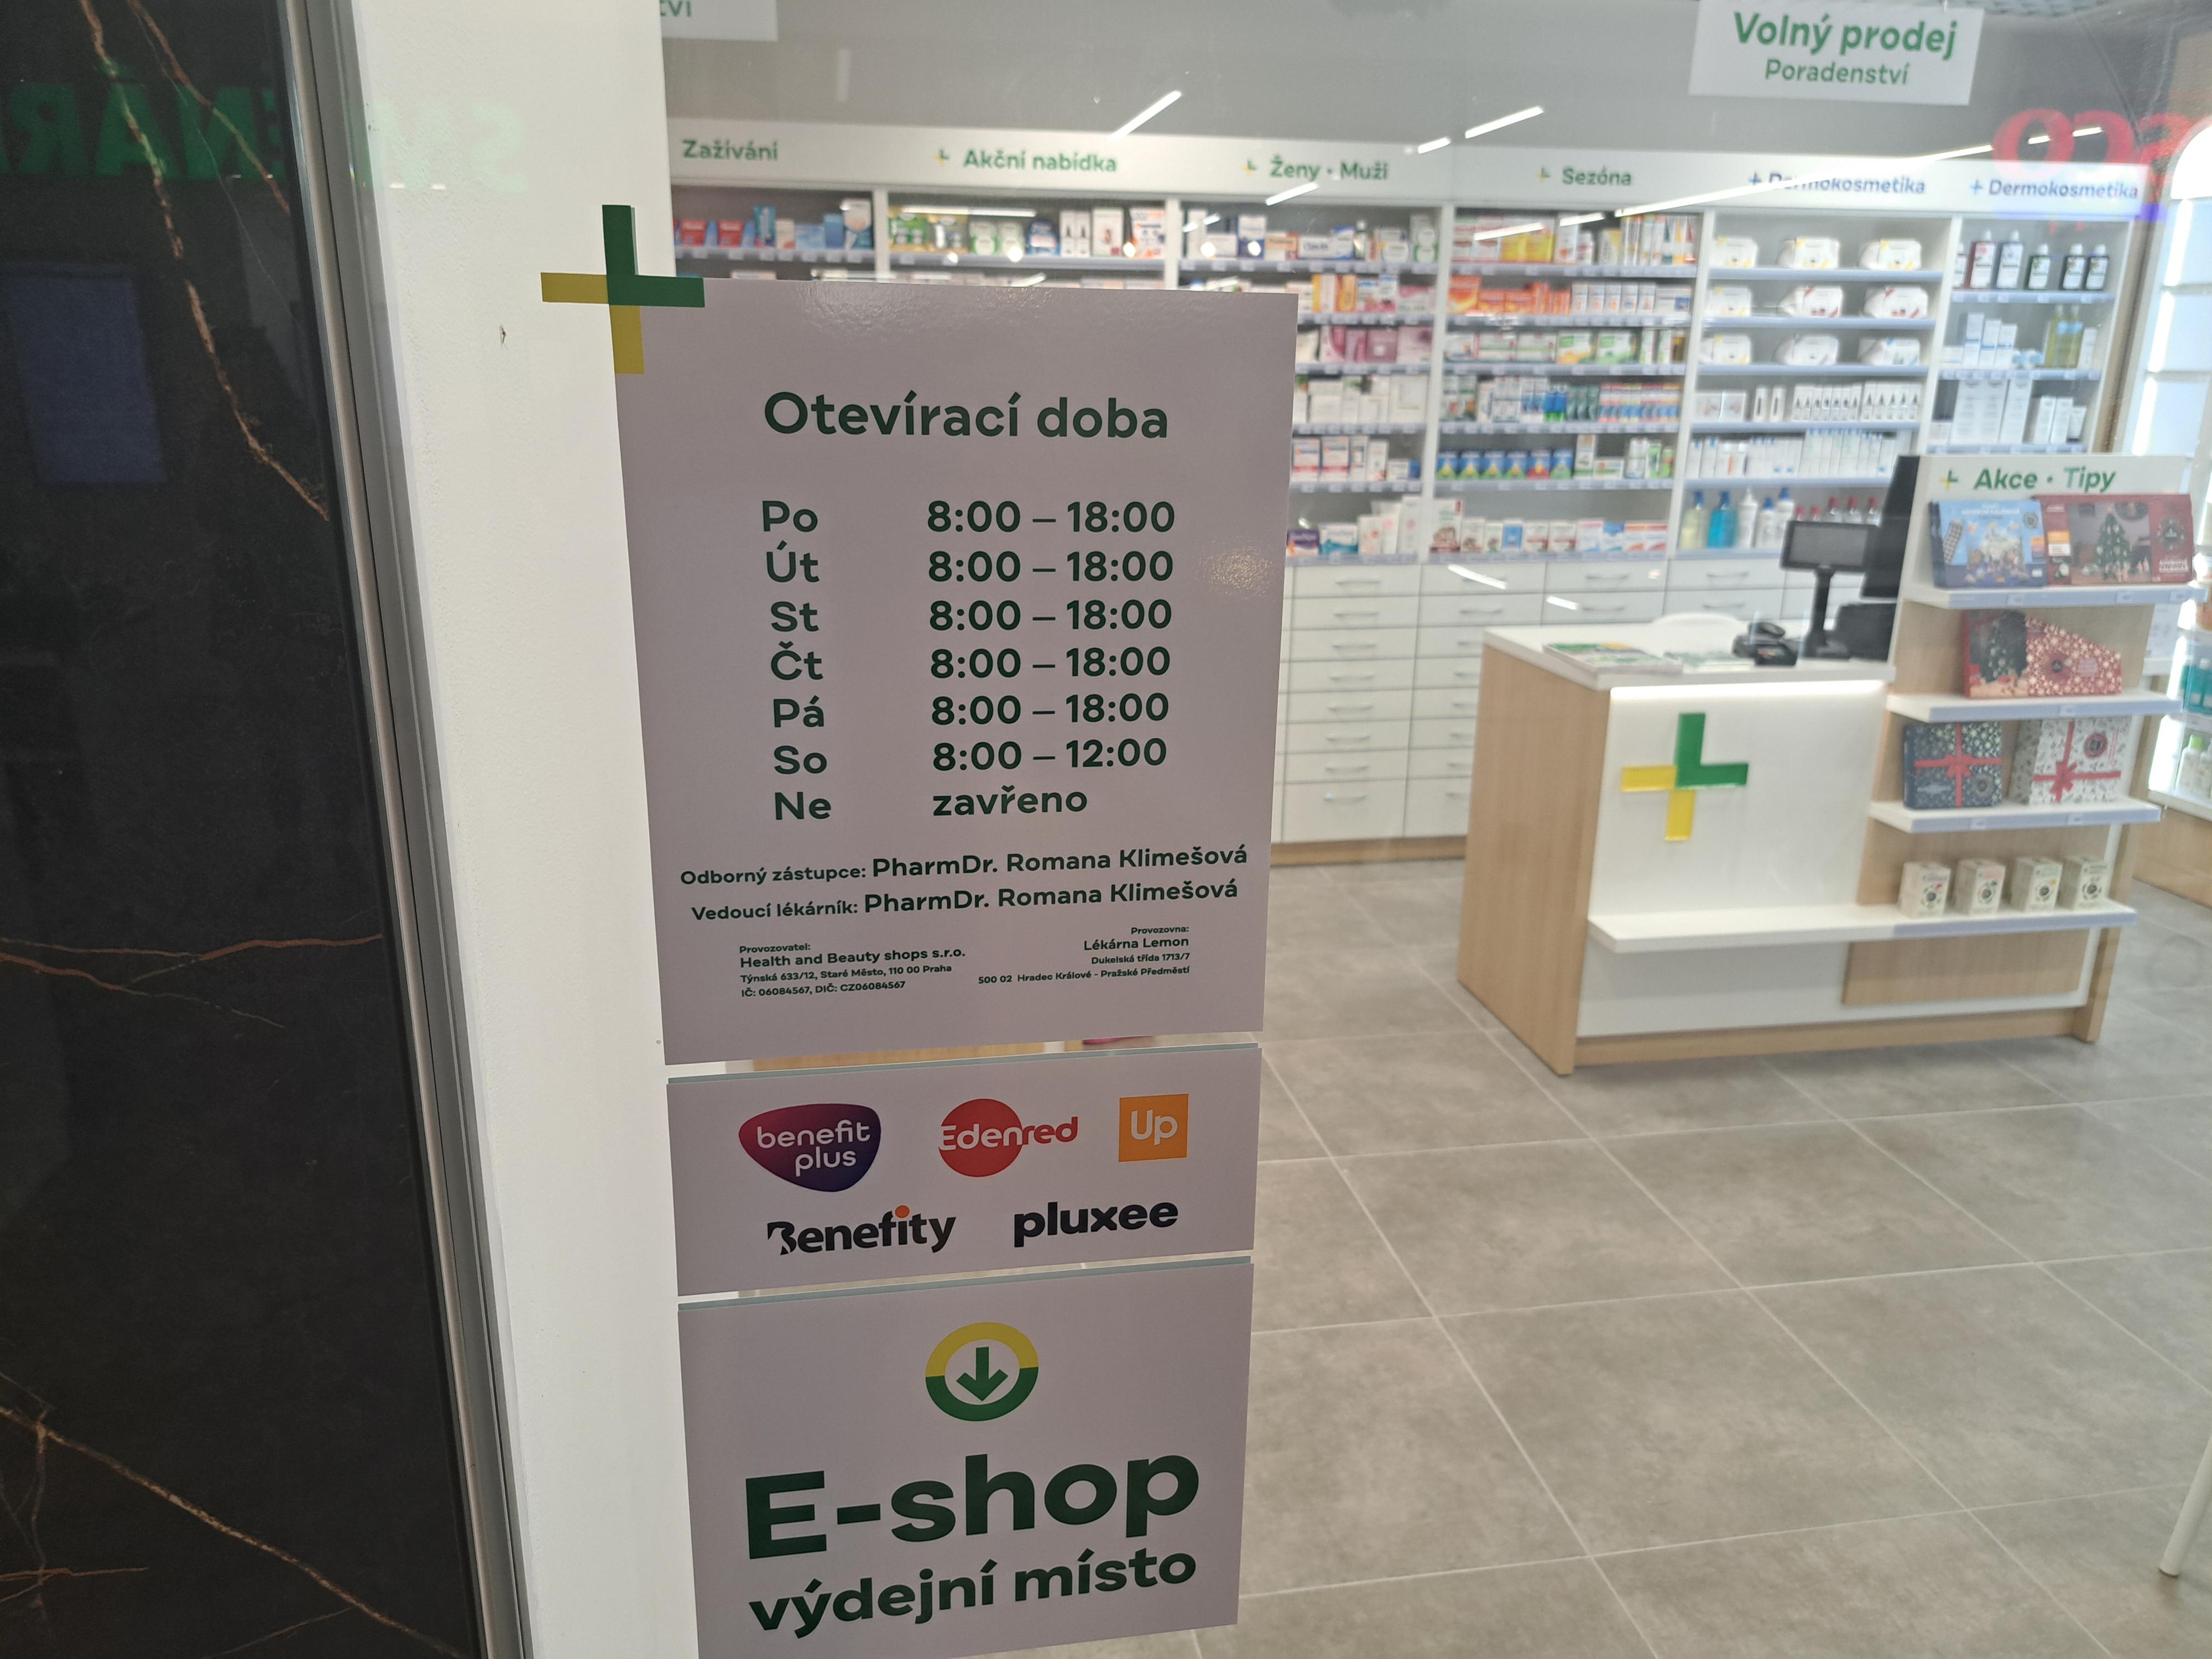 Volný prodej
Poradenství
Zažívání
Akční nabídka
Ženy • Muži
Sezóna
Dermokosmetika
Dermokosmetika
Akce • Tipy
Otevírací doba
Po 8:00 – 18:00
Út 8:00 – 18:00
St 8:00 – 18:00
Čt 8:00 – 18:00
Pá 8:00 – 18:00
So 8:00 – 12:00
Ne zavřeno
Odborný zástupce: PharmDr. Romana Klimešová
Vedoucí lékárník: PharmDr. Romana Klimešová
Provozovatel:
Health and Beauty shops s.r.o.
Týnská 633/12, Staré Město, 110 00 Praha
IČ: 06084567, DIČ: CZ06084567
Provozovna:
Lékárna Lemon
Dukelská třída 1713/7
500 02 Hradec Králové - Pražské Předměstí
benefit
plus
Edenred
Up
Benefity
pluxee
E-shop
výdejní místo